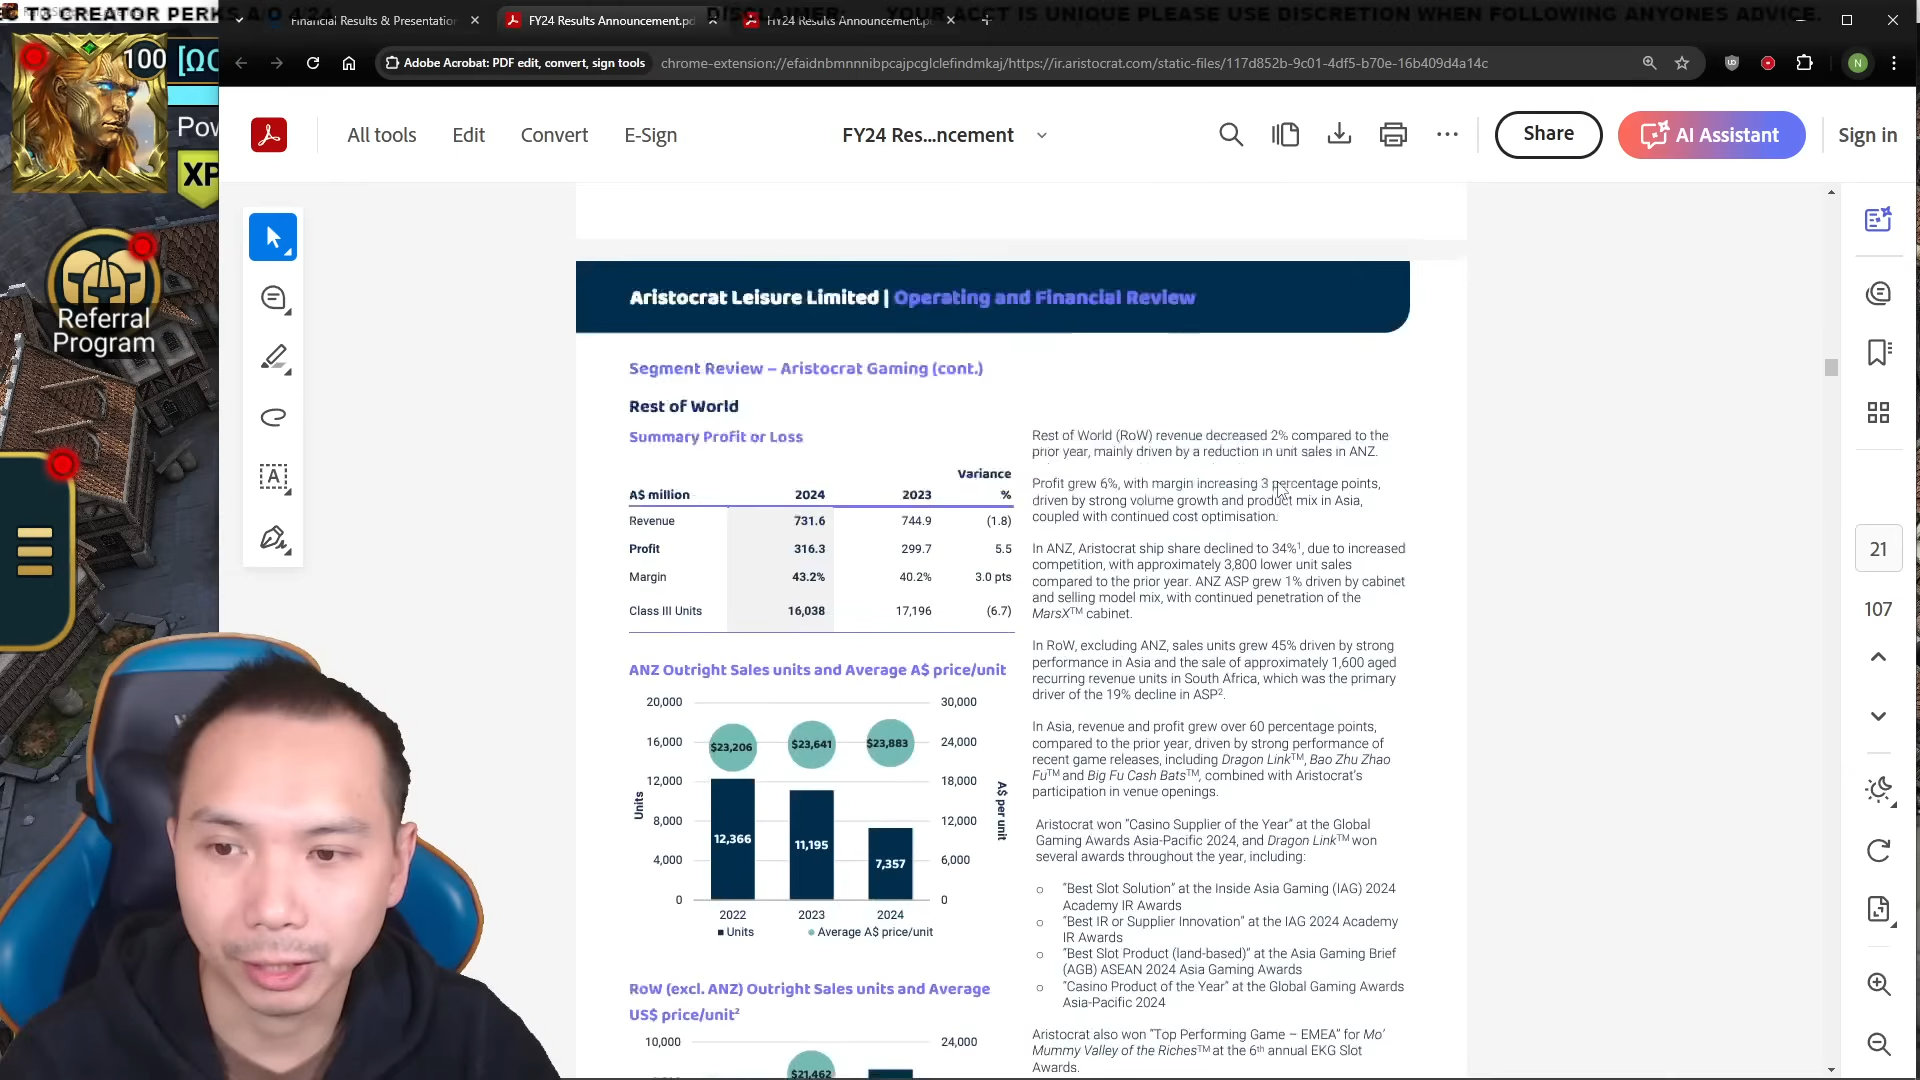 E TO CREATOR PERKS A/O 4/24
DISCLAIMER: YOUR ACCT IS UNIQUE PLEASE USE DISCRETION WHEN FOLLOWING ANYONES ADVICE.
Financial Results & Presentation
FY24 Results Announcement.pd
FY24 Results Announcement.p
Adobe Acrobat: PDF edit, convert, sign tools
chrome-extension://efaidnbmnnnibpcajpcglclefindmkaj/https://ir.aristocrat.com/static-files/117d852b-9c01-4df5-b70e-16b409d4a14c
N
100
Pow
XP
Referral
Program
All tools
Edit
Convert
E-Sign
FY24 Res...ncement
Share
AI Assistant
Sign in
Aristocrat Leisure Limited | Operating and Financial Review
Segment Review – Aristocrat Gaming (cont.)
Rest of World
Summary Profit or Loss
Variance
A$ million 2024 2023 %
Revenue 731.6 744.9 (1.8)
Profit 316.3 299.7 5.5
Margin 43.2% 40.2% 3.0 pts
Class III Units 16,038 17,196 (6.7)
ANZ Outright Sales units and Average A$ price/unit
20,000 30,000
16,000 $23,206 $23,641 $23,883 24,000
12,000 18,000
Units
A$ per unit
8,000 12,366 11,195 7,357 12,000
4,000 6,000
0 0
2022 2023 2024
Units Average A$ price/unit
RoW (excl. ANZ) Outright Sales units and Average
US$ price/unit²
10,000 24,000
$21,462
Rest of World (RoW) revenue decreased 2% compared to the
prior year, mainly driven by a reduction in unit sales in ANZ.
Profit grew 6%, with margin increasing 3 percentage points,
driven by strong volume growth and product mix in Asia,
coupled with continued cost optimisation.
In ANZ, Aristocrat ship share declined to 34%¹, due to increased
competition, with approximately 3,800 lower unit sales
compared to the prior year. ANZ ASP grew 1% driven by cabinet
and selling model mix, with continued penetration of the
MarsX™ cabinet.
In RoW, excluding ANZ, sales units grew 45% driven by strong
performance in Asia and the sale of approximately 1,600 aged
recurring revenue units in South Africa, which was the primary
driver of the 19% decline in ASP².
In Asia, revenue and profit grew over 60 percentage points,
compared to the prior year, driven by strong performance of
recent game releases, including Dragon Link™, Bao Zhu Zhao
Fu™ and Big Fu Cash Bats™, combined with Aristocrat's
participation in venue openings.
Aristocrat won "Casino Supplier of the Year" at the Global
Gaming Awards Asia-Pacific 2024, and Dragon Link™ won
several awards throughout the year, including:
o "Best Slot Solution" at the Inside Asia Gaming (IAG) 2024
Academy IR Awards
o "Best IR or Supplier Innovation" at the IAG 2024 Academy
IR Awards
o "Best Slot Product (land-based)" at the Asia Gaming Brief
(AGB) ASEAN 2024 Asia Gaming Awards
o "Casino Product of the Year" at the Global Gaming Awards
Asia-Pacific 2024
Aristocrat also won "Top Performing Game – EMEA" for Mo'
Mummy Valley of the Riches™ at the 6th annual EKG Slot
Awards.
21
107